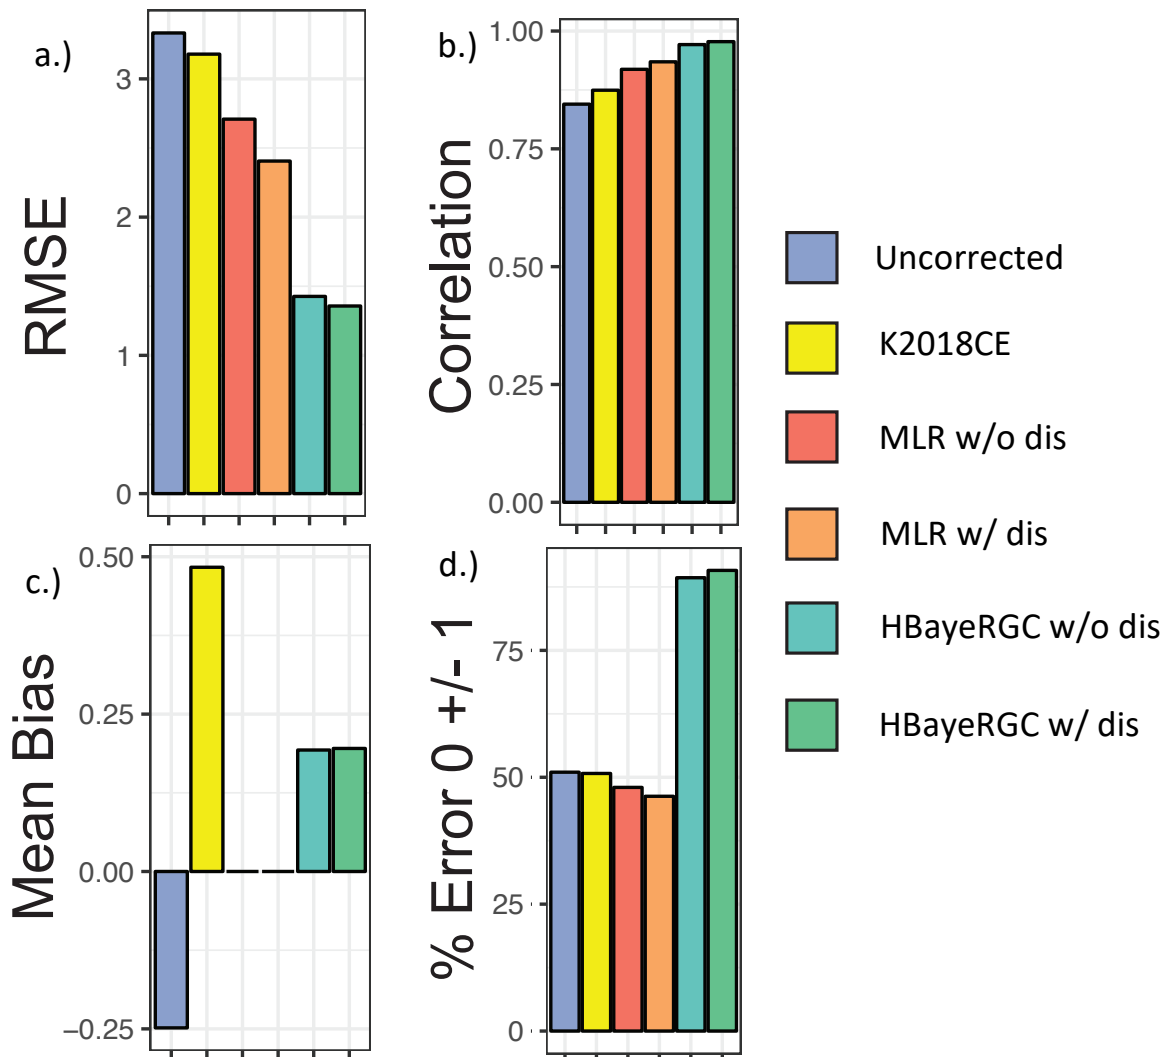 a.)
RMSE
3
2
1
0
b.)
Correlation
1.00
0.75
0.50
0.25
0.00
c.)
Mean Bias
0.50
0.25
0.00
−0.25
d.)
% Error 0 +/- 1
75
50
25
0
Uncorrected
K2018CE
MLR w/o dis
MLR w/ dis
HBayeRGC w/o dis
HBayeRGC w/ dis